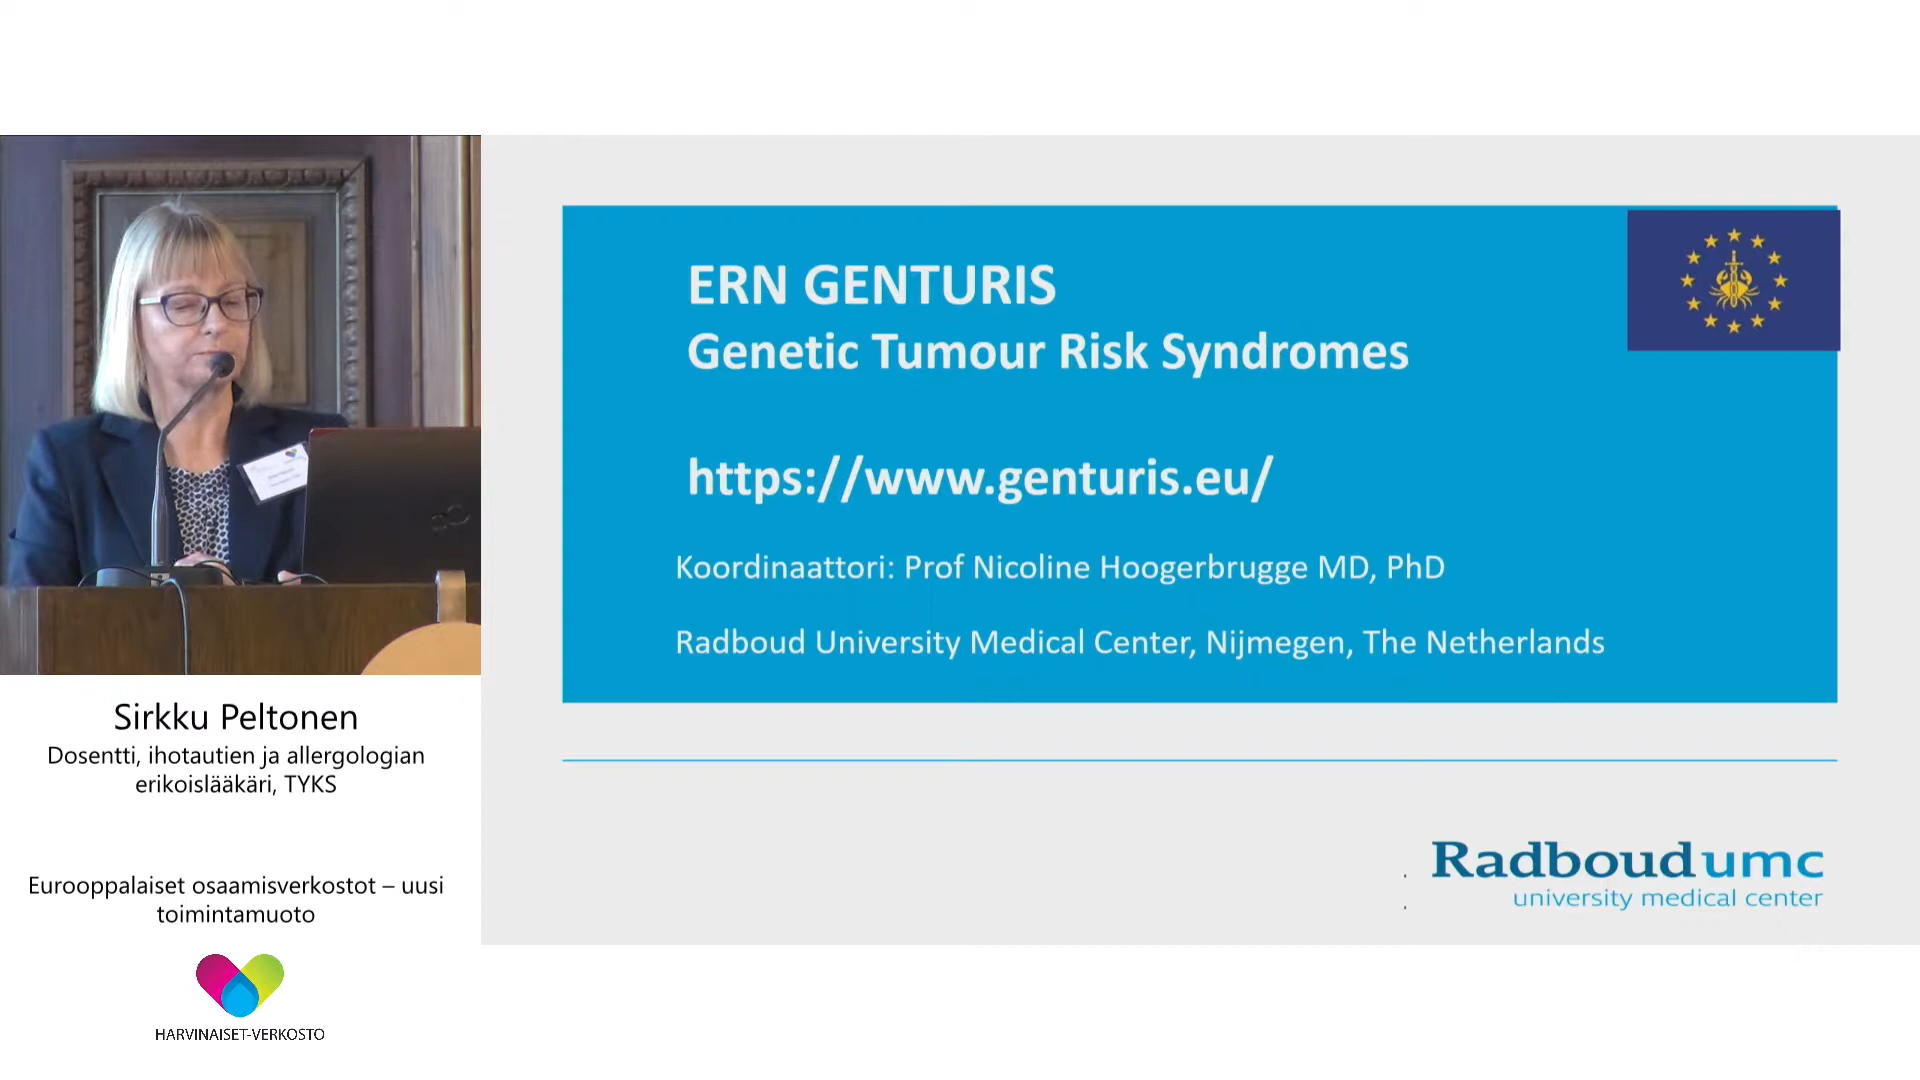 ERN GENTURIS
Genetic Tumour Risk Syndromes
https://www.genturis.eu/
Koordinaattori: Prof Nicoline Hoogerbrugge MD, PhD
Radboud University Medical Center, Nijmegen, The Netherlands
Radboudumc
university medical center
Sirkku Peltonen
Dosentti, ihotautien ja allergologian
erikoislääkäri, TYKS
Eurooppalaiset osaamisverkostot – uusi
toimintamuoto
HARVINAISET-VERKOSTO